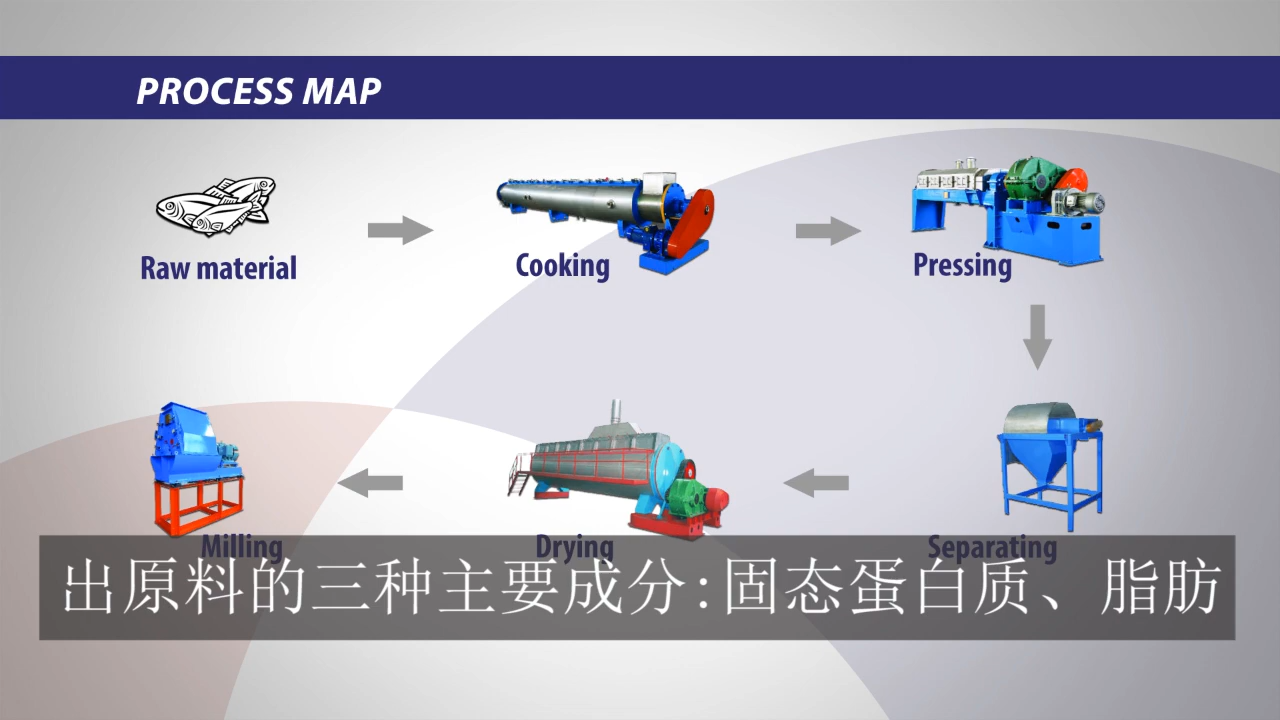 PROCESS MAP
Raw material
Cooking
Pressing
Milling
Drying
Separating
出原料的三种主要成分:固态蛋白质、脂肪